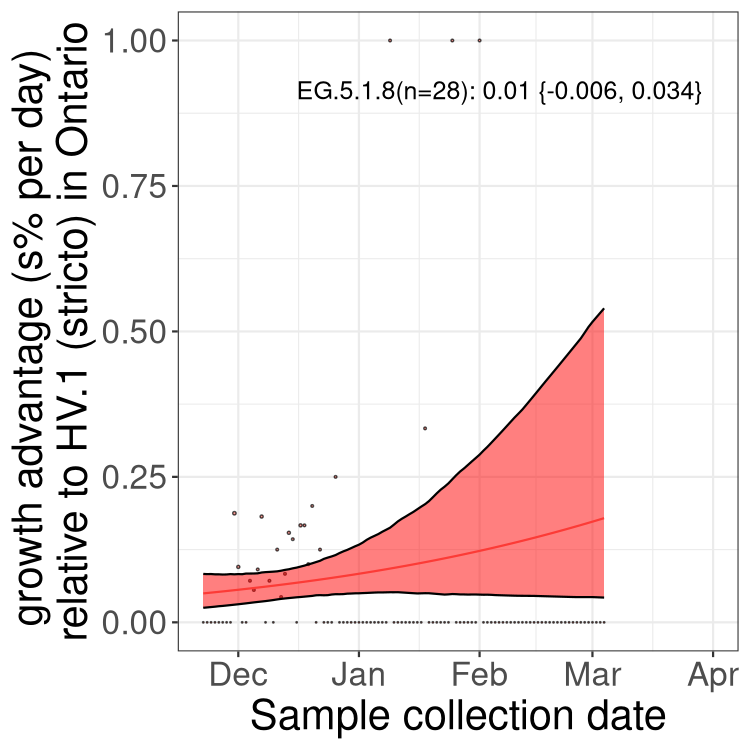 growth advantage (s% per day)
relative to HV.1 (stricto) in Ontario
1.00
0.75
0.50
0.25
0.00
EG.5.1.8(n=28): 0.01 {-0.006, 0.034}
Dec Jan Feb Mar Apr
Sample collection date